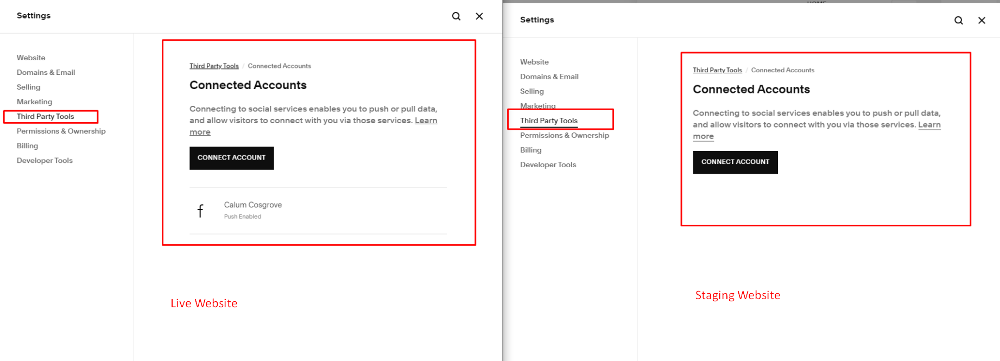 Settings
Website
Domains & Email
Selling
Marketing
Third Party Tools
Permissions & Ownership
Billing
Developer Tools
Third Party Tools / Connected Accounts
Connected Accounts
Connecting to social services enables you to push or pull data,
and allow visitors to connect with you via those services. Learn
more
CONNECT ACCOUNT
f
Calum Cosgrove
Push Enabled
Live Website
HOME
Settings
Website
Domains & Email
Selling
Marketing
Third Party Tools
Permissions & Ownership
Billing
Developer Tools
Third Party Tools / Connected Accounts
Connected Accounts
Connecting to social services enables you to push or pull data,
and allow visitors to connect with you via those services. Learn
more
CONNECT ACCOUNT
Staging Website